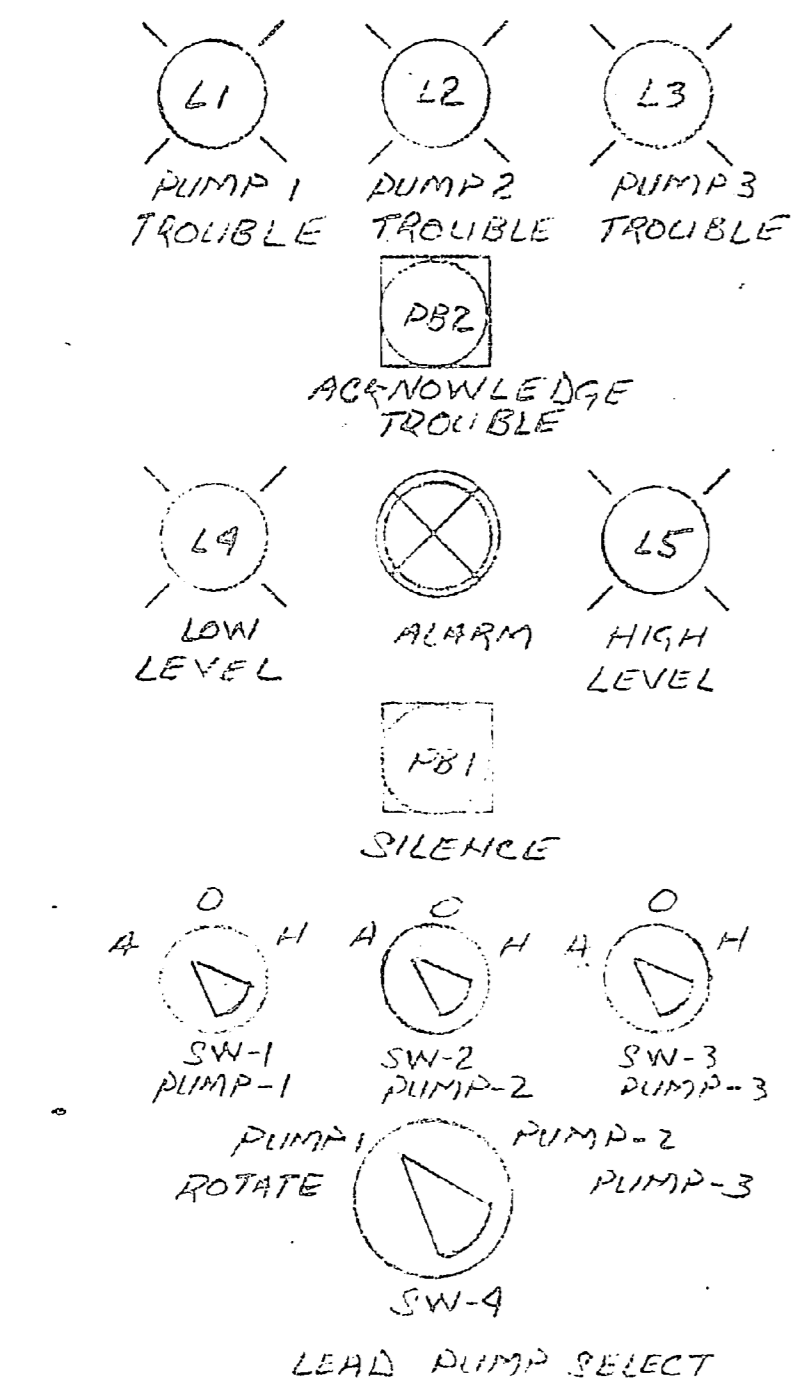 L1 L2 L3
PUMP 1 PUMP 2 PUMP 3
TROUBLE TROUBLE TROUBLE
PB2
ACKNOWLEDGE
TROUBLE
L4 L5
LOW ALARM HIGH
LEVEL LEVEL
PB1
SILENCE
O O O
A H A H A H
SW-1 SW-2 SW-3
PUMP-1 PUMP-2 PUMP-3
PUMP 1 PUMP-2
ROTATE PUMP-3
SW-4
LEAD PUMP SELECT